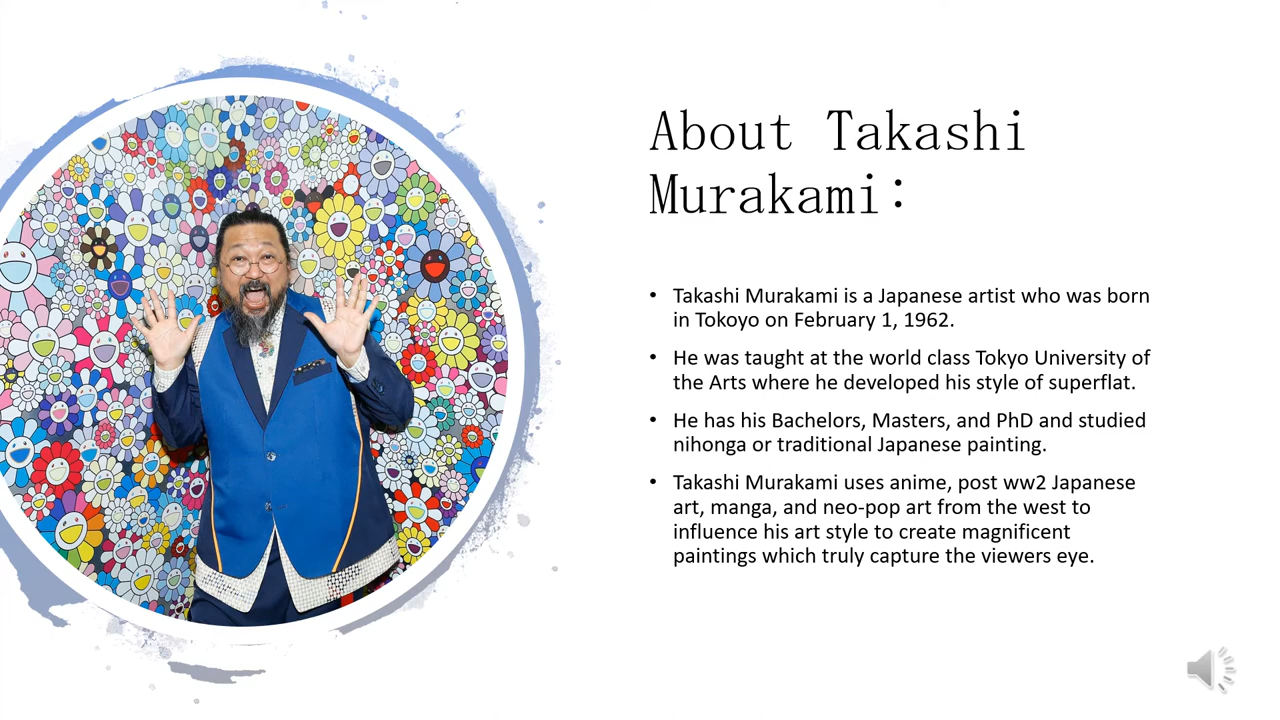 About Takashi
Murakami:
• Takashi Murakami is a Japanese artist who was born
in Tokoyo on February 1, 1962.
• He was taught at the world class Tokyo University of
the Arts where he developed his style of superflat.
• He has his Bachelors, Masters, and PhD and studied
nihonga or traditional Japanese painting.
• Takashi Murakami uses anime, post ww2 Japanese
art, manga, and neo-pop art from the west to
influence his art style to create magnificent
paintings which truly capture the viewers eye.